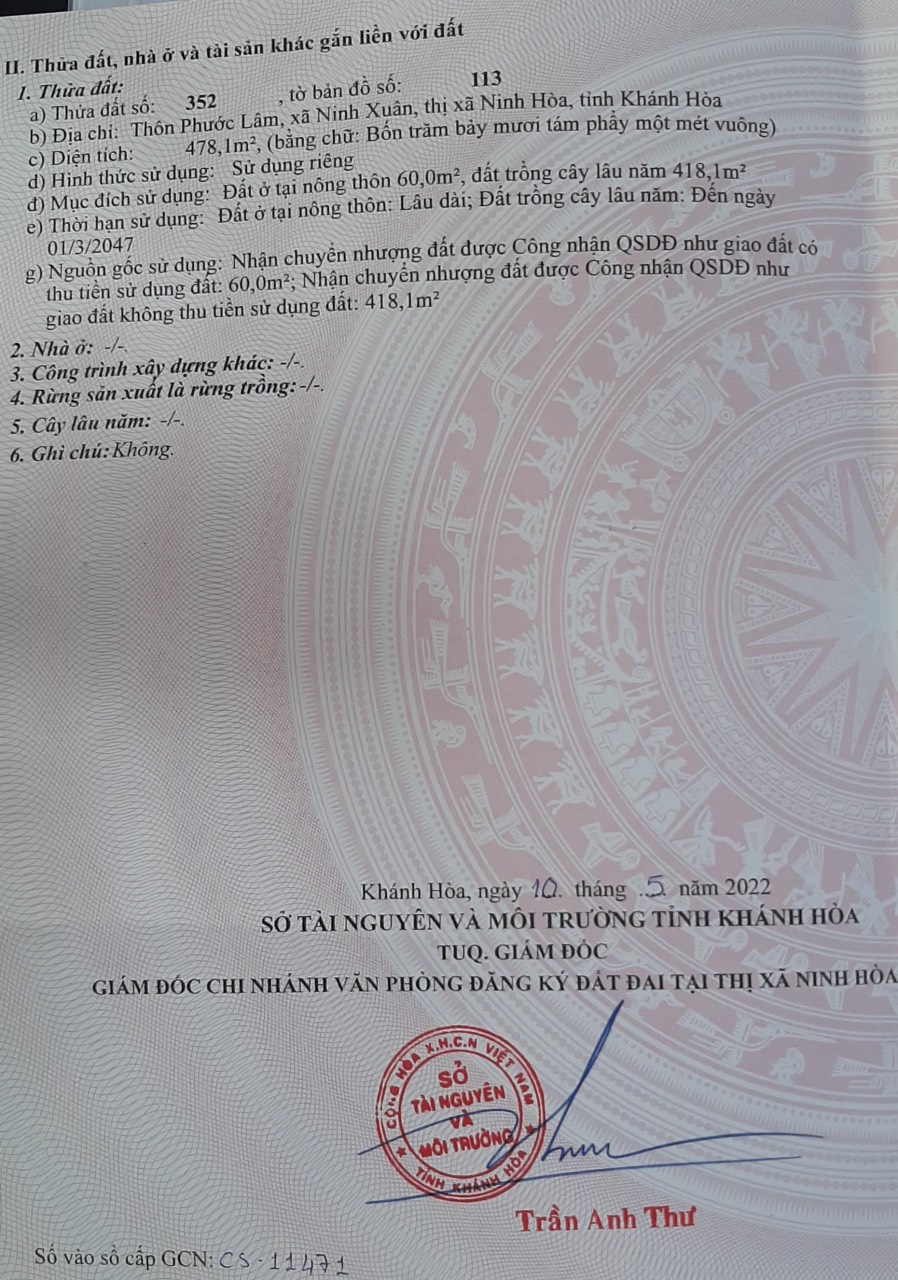 II. Thửa đất, nhà ở và tài sản khác gắn liền với đất
1. Thửa đất:
a) Thửa đất số: 352 , tờ bản đồ số: 113
b) Địa chỉ: Thôn Phước Lâm, xã Ninh Xuân, thị xã Ninh Hòa, tỉnh Khánh Hòa
c) Diện tích: 478,1m², (bằng chữ: Bốn trăm bảy mươi tám phẩy một mét vuông)
d) Hình thức sử dụng: Sử dụng riêng
đ) Mục đích sử dụng: Đất ở tại nông thôn 60,0m², đất trồng cây lâu năm 418,1m²
e) Thời hạn sử dụng: Đất ở tại nông thôn: Lâu dài; Đất trồng cây lâu năm: Đến ngày
01/3/2047
g) Nguồn gốc sử dụng: Nhận chuyển nhượng đất được Công nhận QSDĐ như giao đất có
thu tiền sử dụng đất: 60,0m²; Nhận chuyển nhượng đất được Công nhận QSDĐ như
giao đất không thu tiền sử dụng đất: 418,1m²
2. Nhà ở: -/-.
3. Công trình xây dựng khác: -/-.
4. Rừng sản xuất là rừng trồng: -/-.
5. Cây lâu năm: -/-.
6. Ghi chú: Không.
Khánh Hòa, ngày 10. tháng .5 năm 2022
SỞ TÀI NGUYÊN VÀ MÔI TRƯỜNG TỈNH KHÁNH HÒA
TUQ. GIÁM ĐỐC
GIÁM ĐỐC CHI NHÁNH VĂN PHÒNG ĐĂNG KÝ ĐẤT ĐAI TẠI THỊ XÃ NINH HÒA
CỘNG HÒA X.H.C.N VIỆT NAM
SỞ
TÀI NGUYÊN
VÀ
MÔI TRƯỜNG
TỈNH KHÁNH HÒA
Trần Anh Thư
Số vào sổ cấp GCN: CS-11471